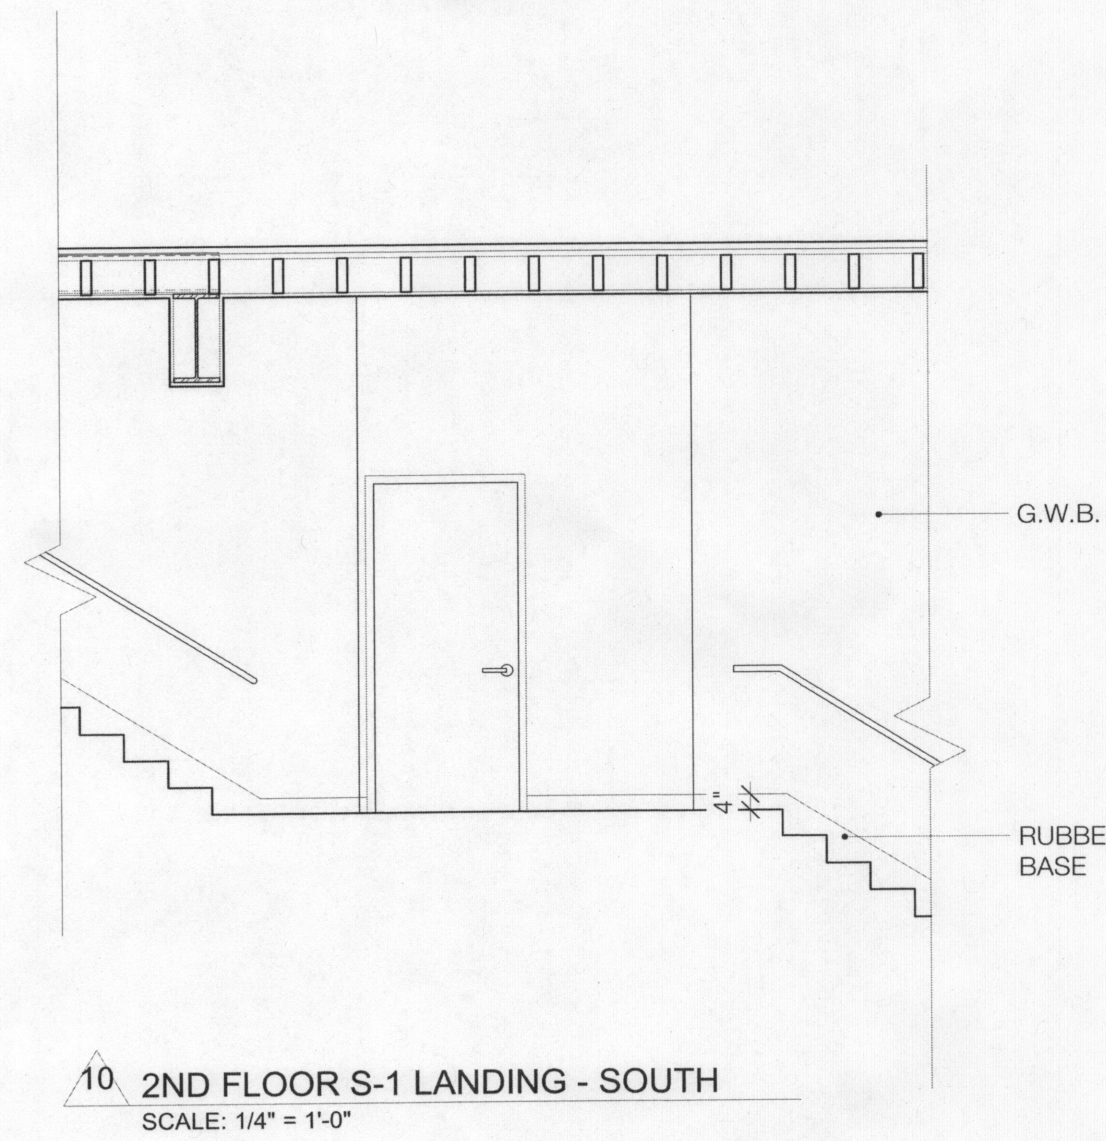 G.W.B.
4"
RUBBE
BASE
10 2ND FLOOR S-1 LANDING - SOUTH
SCALE: 1/4" = 1'-0"